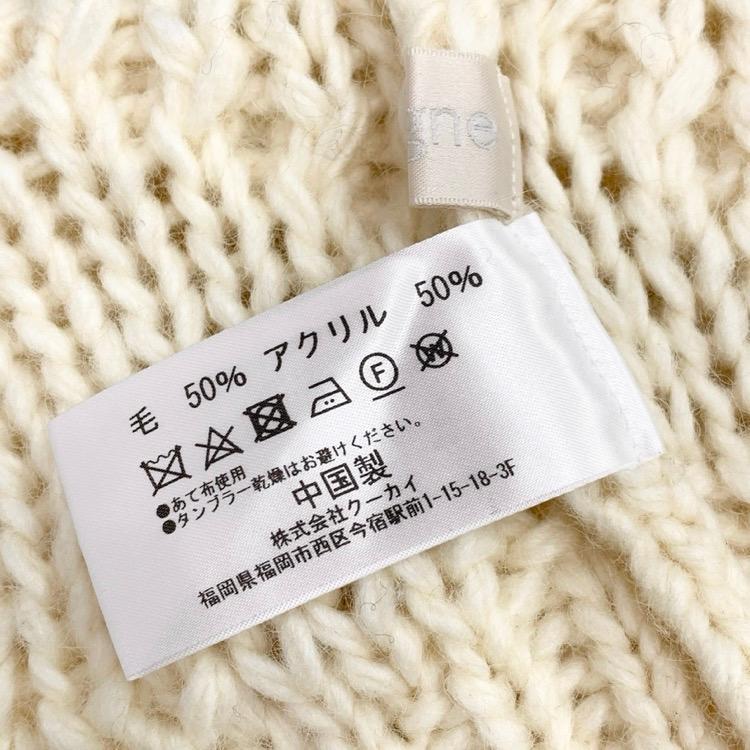 gne
毛 50% アクリル 50%
F W
●あて布使用
●タンブラー乾燥はお避けください。
中国製
株式会社クーカイ
福岡県福岡市西区今宿駅前1-15-18-3F